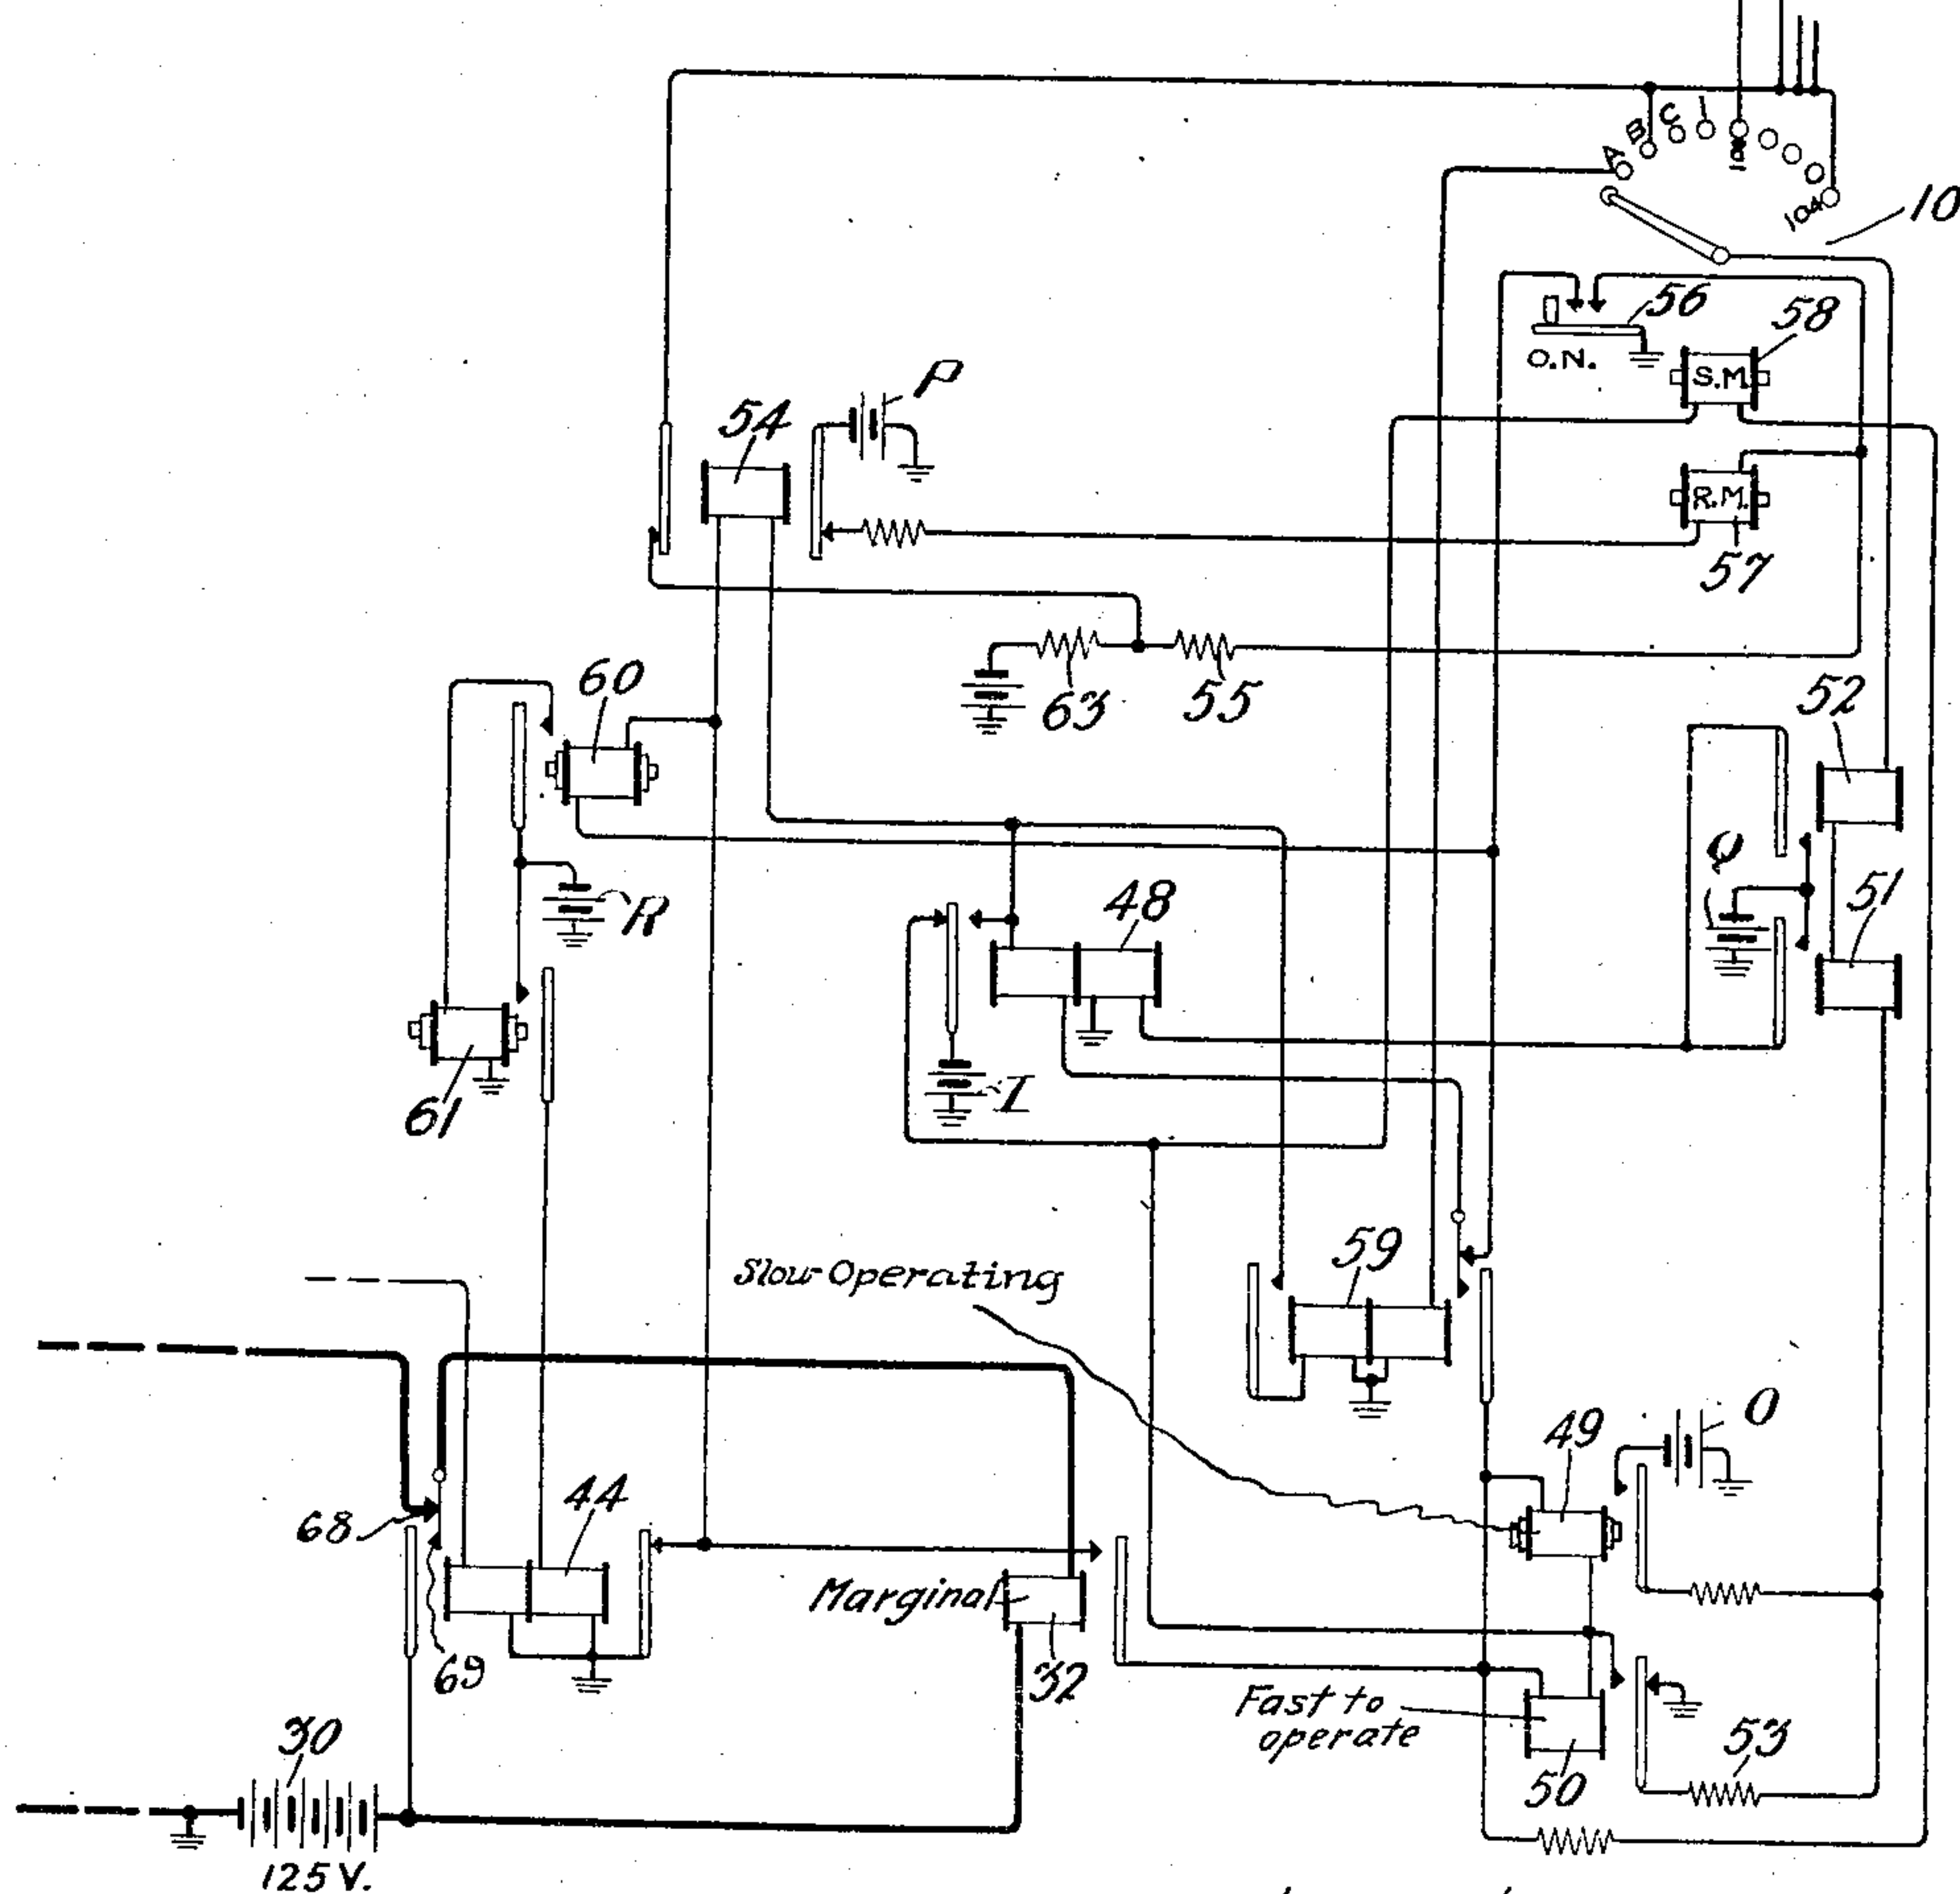 A
B
C
1
104
10
56
O.N.
58
S.M.
P
54
R.M.
57
60
63
55
52
R
48
Q
51
61
I
Slow-Operating
59
49
O
68
44
Marginal
32
69
Fast to
operate
53
50
30
125 V.